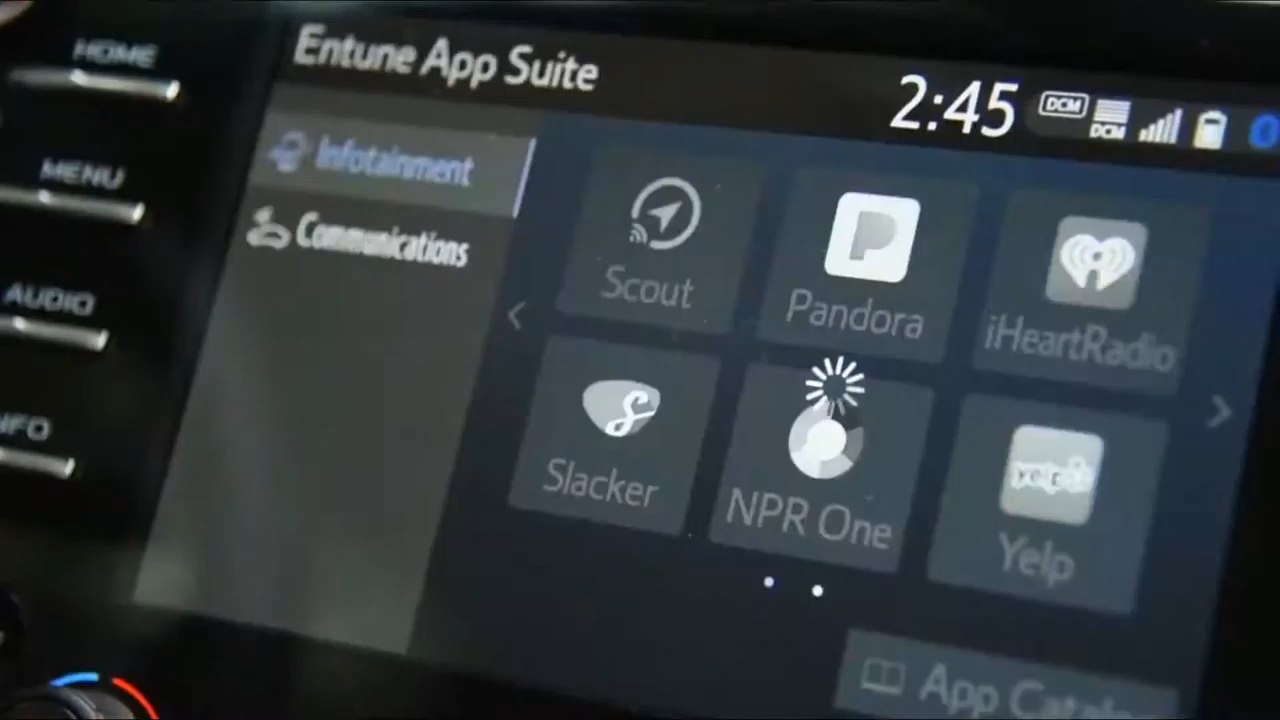 HOME
MENU
AUDIO
NFO
Entune App Suite
2:45
DCM
DCM
Infotainment
Communications
Scout
Pandora
iHeartRadio
Slacker
NPR One
Yelp
App Catalo